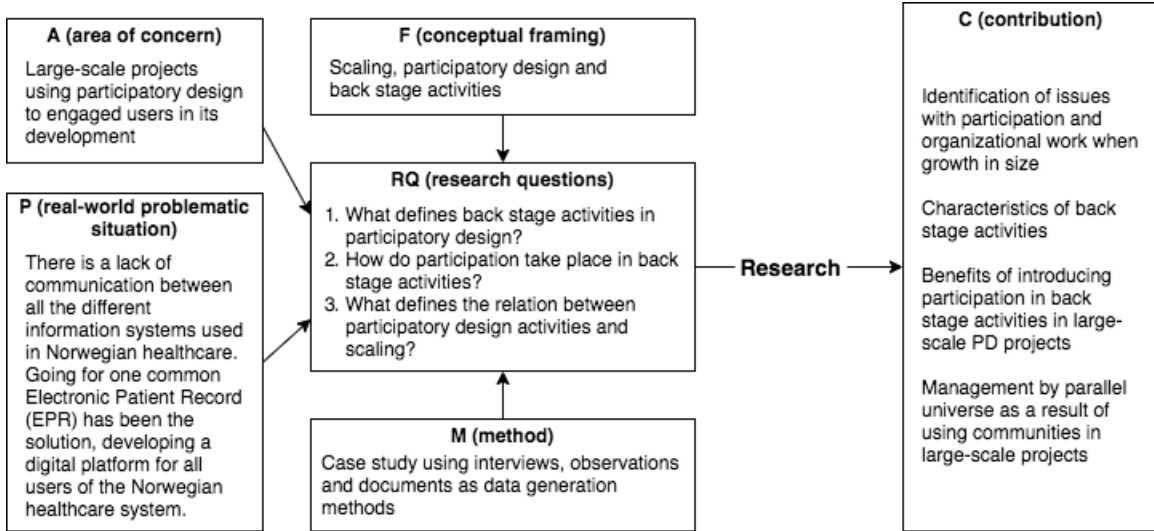 A (area of concern)
Large-scale projects
using participatory design
to engaged users in its
development
P (real-world problematic
situation)
There is a lack of
communication between
all the different
information systems used
in Norwegian healthcare.
Going for one common
Electronic Patient Record
(EPR) has been the
solution, developing a
digital platform for all
users of the Norwegian
healthcare system.
F (conceptual framing)
Scaling, participatory design and
back stage activities
RQ (research questions)
1. What defines back stage activities in
participatory design?
2. How do participation take place in back
stage activities?
3. What defines the relation between
participatory design activities and
scaling?
M (method)
Case study using interviews, observations
and documents as data generation
methods
Research
C (contribution)
Identification of issues
with participation and
organizational work when
growth in size
Characteristics of back
stage activities
Benefits of introducing
participation in back
stage activities in large-
scale PD projects
Management by parallel
universe as a result of
using communities in
large-scale projects